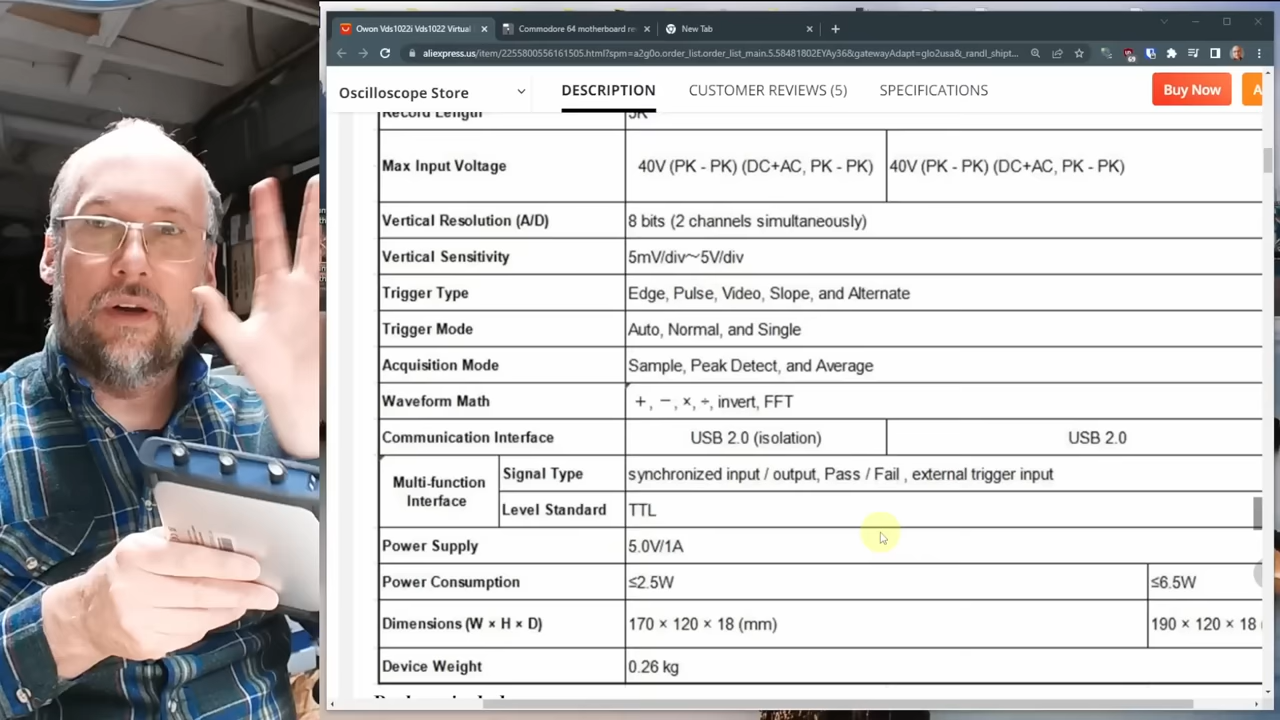 Owon Vds1022i Vds1022 Virtual
Commodore 64 motherboard re
New Tab
aliexpress.us/item/2255800556161505.html?spm=a2g0o.order_list.order_list_main.5.58481802EYAy36&gatewayAdapt=glo2usa&_randl_shipt...
Oscilloscope Store
DESCRIPTION
CUSTOMER REVIEWS (5)
SPECIFICATIONS
Buy Now
A
Record Length 5K
Max Input Voltage 40V (PK - PK) (DC+AC, PK - PK) 40V (PK - PK) (DC+AC, PK - PK)
Vertical Resolution (A/D) 8 bits (2 channels simultaneously)
Vertical Sensitivity 5mV/div～5V/div
Trigger Type Edge, Pulse, Video, Slope, and Alternate
Trigger Mode Auto, Normal, and Single
Acquisition Mode Sample, Peak Detect, and Average
Waveform Math +, −, ×, ÷, invert, FFT
Communication Interface USB 2.0 (isolation) USB 2.0
Multi-function
Interface
Signal Type synchronized input / output, Pass / Fail , external trigger input
Level Standard TTL
Power Supply 5.0V/1A
Power Consumption ≤2.5W ≤6.5W
Dimensions (W × H × D) 170 × 120 × 18 (mm) 190 × 120 × 18
Device Weight 0.26 kg